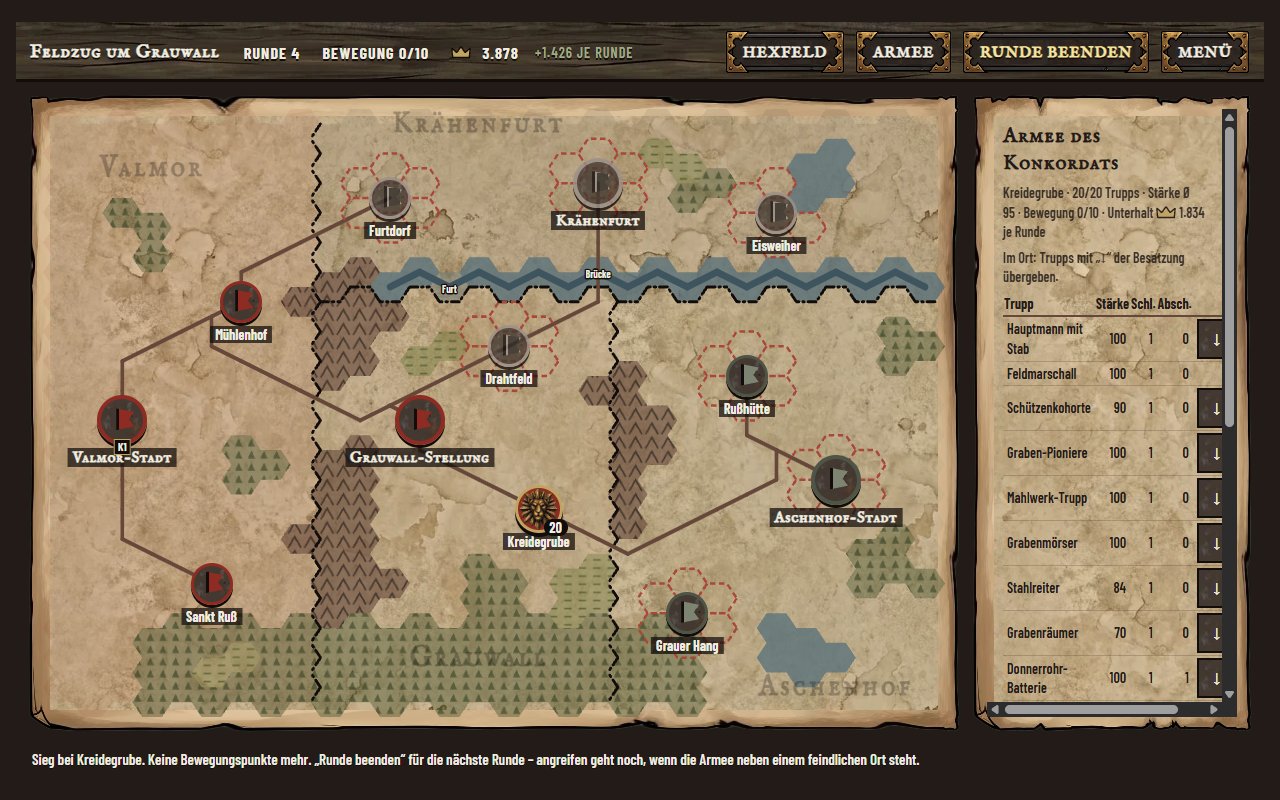 Feldzug um Grauwall RUNDE 4 BEWEGUNG 0/10 3.878 +1.426 JE RUNDE HEXFELD ARMEE RUNDE BEENDEN MENÜ
Krähenfurt
Valmor
Furtdorf
Krähenfurt
Eisweiher
Brücke
Furt
Mühlenhof
Drahtfeld
Rußhütte
K1
Valmor-Stadt
Grauwall-Stellung
Aschenhof-Stadt
20
Kreidegrube
Sankt Ruß
Grauer Hang
Grauwall
Aschenhof
Armee des
Konkordats
Kreidegrube · 20/20 Trupps · Stärke Ø
95 · Bewegung 0/10 · Unterhalt 1.834
je Runde
Im Ort: Trupps mit „↓“ der Besatzung
übergeben.
Trupp Stärke Schl. Absch.
Hauptmann mit
Stab 100 1 0 ↓
Feldmarschall 100 1 0
Schützenkohorte 90 1 0 ↓
Graben-Pioniere 100 1 0 ↓
Mahlwerk-Trupp 100 1 0 ↓
Grabenmörser 100 1 0 ↓
Stahlreiter 84 1 0 ↓
Grabenräumer 70 1 0 ↓
Donnerrohr-
Batterie 100 1 1 ↓
Sieg bei Kreidegrube. Keine Bewegungspunkte mehr. „Runde beenden“ für die nächste Runde – angreifen geht noch, wenn die Armee neben einem feindlichen Ort steht.